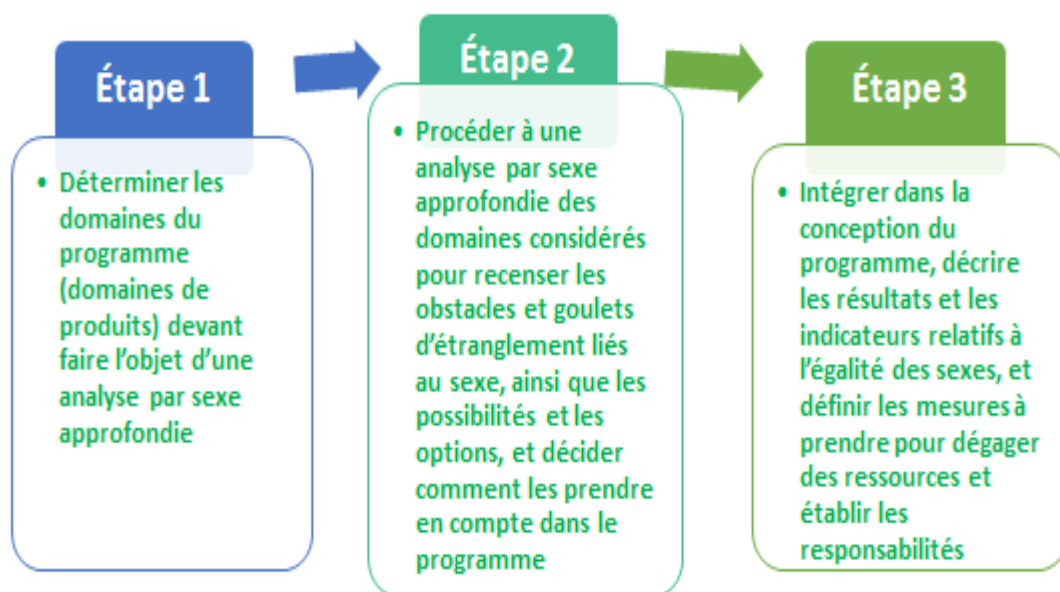 Étape 1
• Déterminer les
domaines du
programme
(domaines de
produits) devant
faire l'objet d'une
analyse par sexe
approfondie
Étape 2
• Procéder à une
analyse par sexe
approfondie des
domaines considérés
pour recenser les
obstacles et goulets
d'étranglement liés
au sexe, ainsi que les
possibilités et les
options, et décider
comment les prendre
en compte dans le
programme
Étape 3
• Intégrer dans la
conception du
programme, décrire
les résultats et les
indicateurs relatifs à
l'égalité des sexes, et
définir les mesures à
prendre pour dégager
des ressources et
établir les
responsabilités